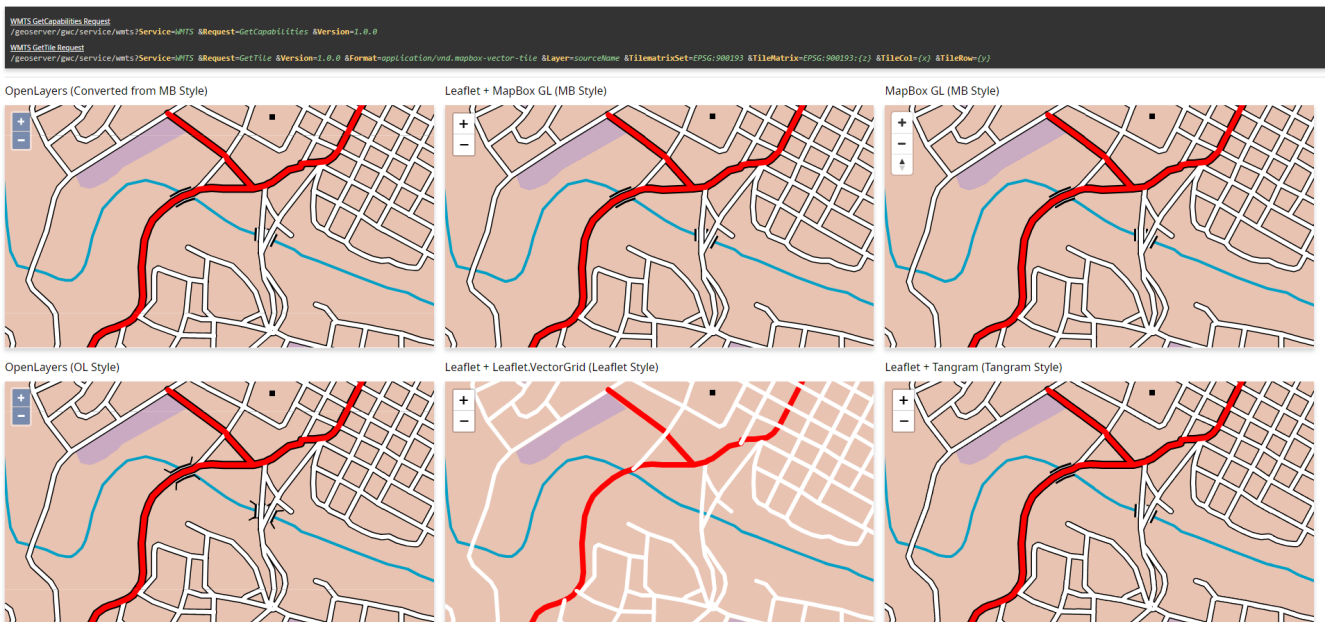 WMTS GetCapabilities Request
/geoserver/gwc/service/wmts?Service=WMTS &Request=GetCapabilities &Version=1.0.0
WMTS GetTile Request
/geoserver/gwc/service/wmts?Service=WMTS &Request=GetTile &Version=1.0.0 &Format=application/vnd.mapbox-vector-tile &Layer=sourceName &TilematrixSet=EPSG:900193 &TileMatrix=EPSG:900193:{z} &TileCol={x} &TileRow={y}
OpenLayers (Converted from MB Style)
Leaflet + MapBox GL (MB Style)
MapBox GL (MB Style)
+
−
+
−
+
−
OpenLayers (OL Style)
Leaflet + Leaflet.VectorGrid (Leaflet Style)
Leaflet + Tangram (Tangram Style)
+
−
+
−
+
−